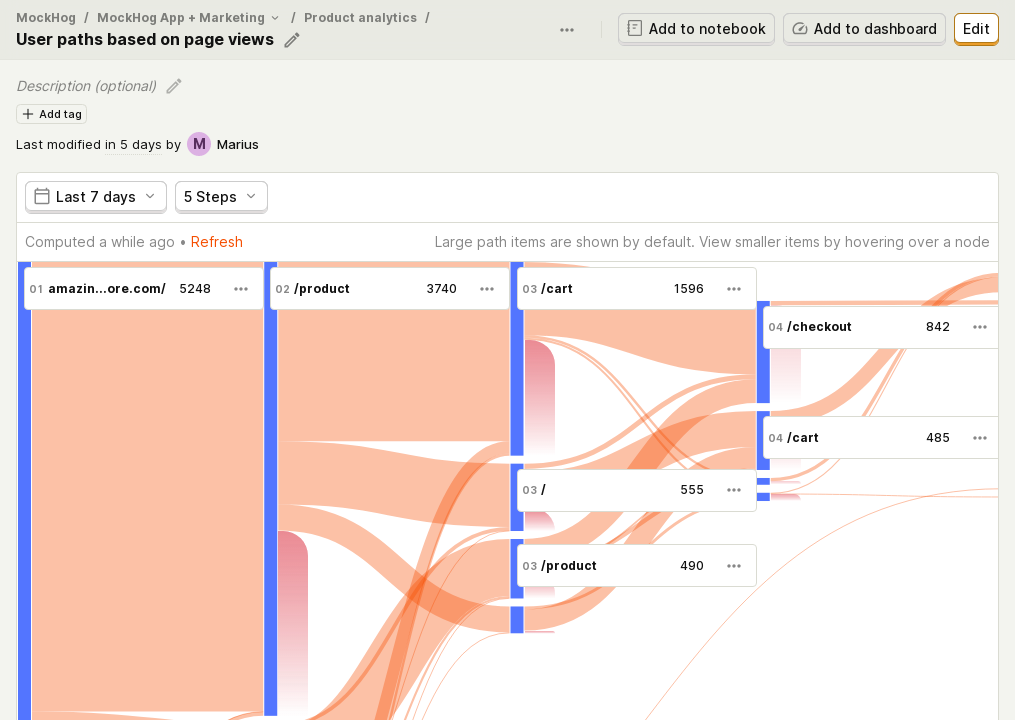 MockHog / MockHog App + Marketing / Product analytics /
User paths based on page views
Add to notebook
Add to dashboard
Edit
Description (optional)
Add tag
Last modified in 5 days by M Marius
Last 7 days
5 Steps
Computed a while ago • Refresh
Large path items are shown by default. View smaller items by hovering over a node
01 amazin...ore.com/ 5248
02 /product 3740
03 /cart 1596
04 /checkout 842
04 /cart 485
03 / 555
03 /product 490